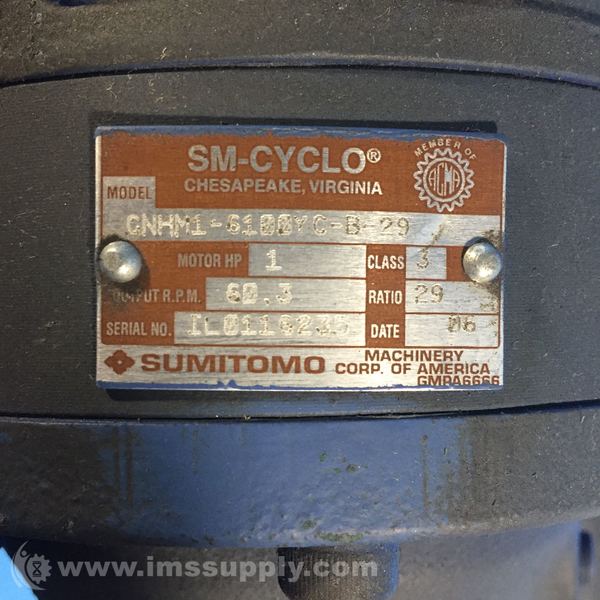 SM-CYCLO®
CHESAPEAKE, VIRGINIA
MEMBER OF
AGMA
MODEL
CNHM1-6100YC-B-29
MOTOR HP 1 CLASS 3
OUTPUT R.P.M. 60.3 RATIO 29
SERIAL NO. DATE 06
SUMITOMO MACHINERY
CORP. OF AMERICA
GMPA6666
www.imssupply.com